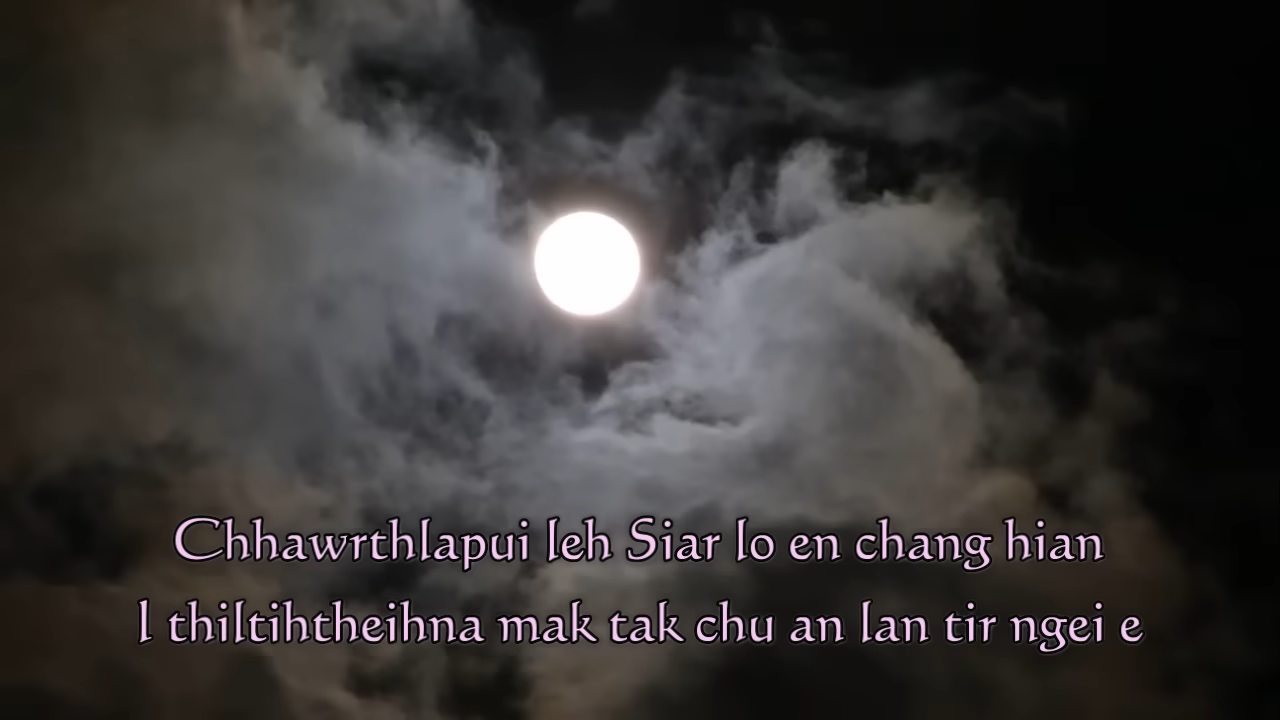 Chhawrthlapui leh Siar lo en chang hian
I thiltihtheihna mak tak chu an lan tir ngei e